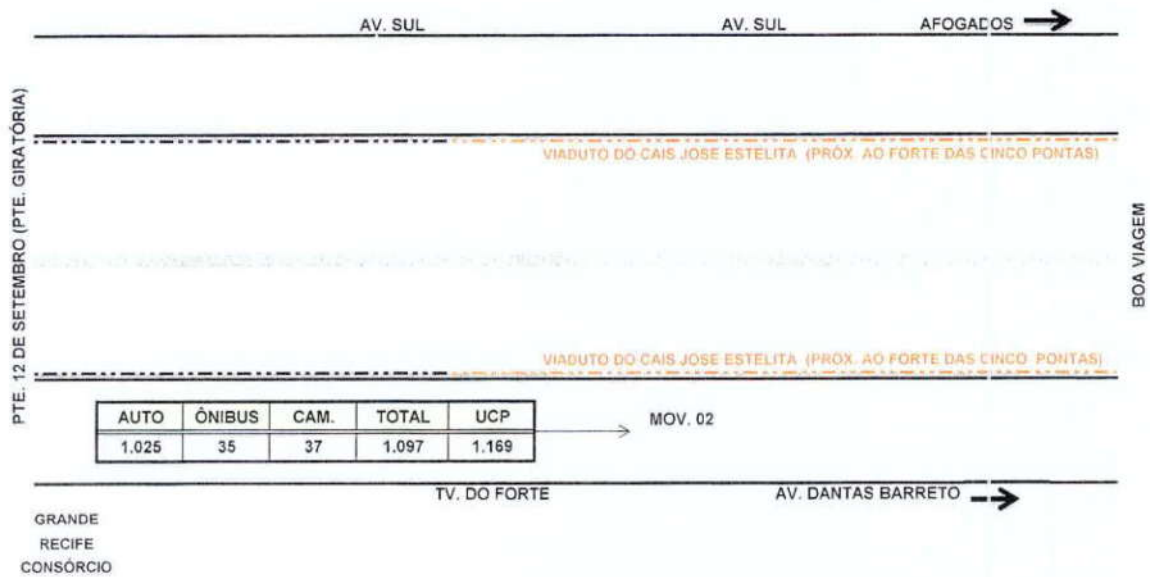 AV. SUL AV. SUL AFOGADOS
PTE. 12 DE SETEMBRO (PTE. GIRATÓRIA)
VIADUTO DO CAIS JOSE ESTELITA (PRÓX. AO FORTE DAS CINCO PONTAS)
BOA VIAGEM
VIADUTO DO CAIS JOSE ESTELITA (PRÓX. AO FORTE DAS CINCO PONTAS)
AUTO ÔNIBUS CAM. TOTAL UCP
1.025 35 37 1.097 1.169
MOV. 02
TV. DO FORTE AV. DANTAS BARRETO
GRANDE
RECIFE
CONSÓRCIO